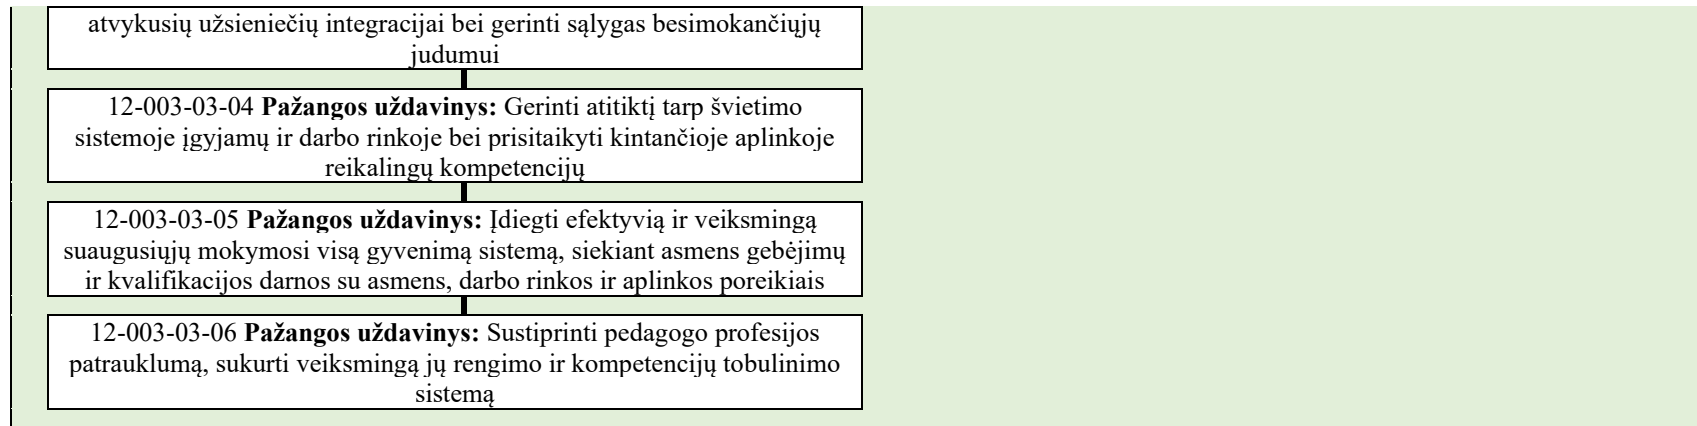 atvykusių užsieniečių integracijai bei gerinti sąlygas besimokančiųjų
judumui
12-003-03-04 Pažangos uždavinys: Gerinti atitiktį tarp švietimo
sistemoje įgyjamų ir darbo rinkoje bei prisitaikyti kintančioje aplinkoje
reikalingų kompetencijų
12-003-03-05 Pažangos uždavinys: Įdiegti efektyvią ir veiksmingą
suaugusiųjų mokymosi visą gyvenimą sistemą, siekiant asmens gebėjimų
ir kvalifikacijos darnos su asmens, darbo rinkos ir aplinkos poreikiais
12-003-03-06 Pažangos uždavinys: Sustiprinti pedagogo profesijos
patrauklumą, sukurti veiksmingą jų rengimo ir kompetencijų tobulinimo
sistemą